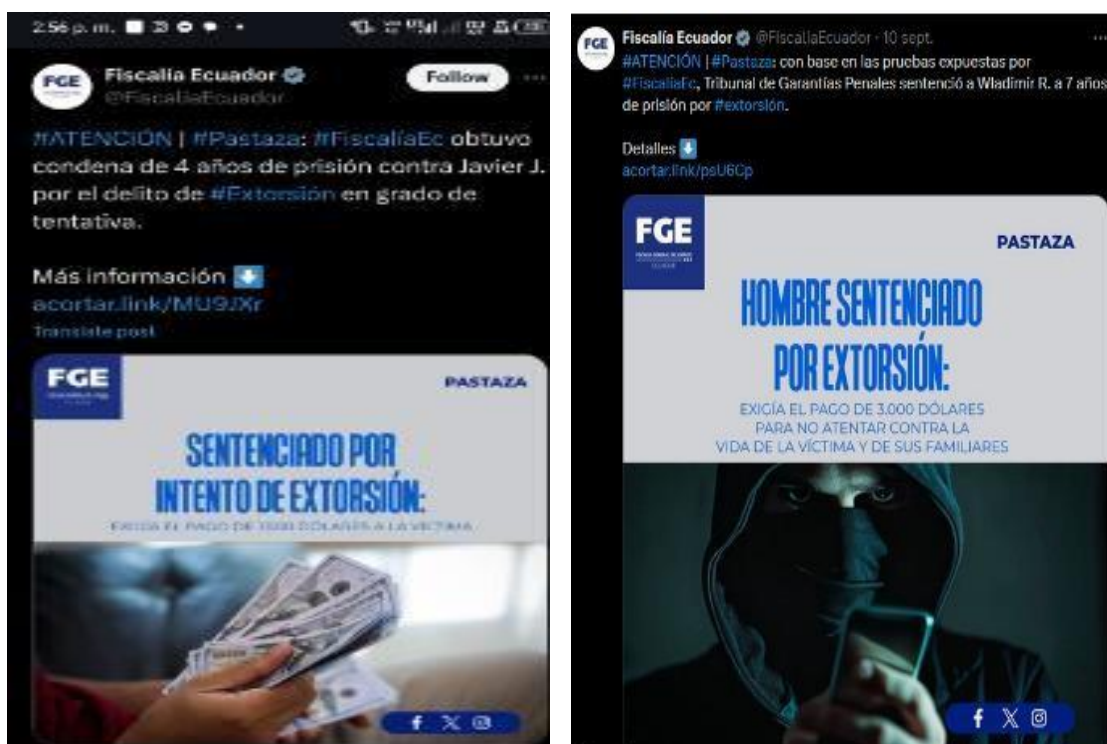 2:56 p. m.
FGE
Fiscalía Ecuador
Follow
@FiscaliaEcuador
#ATENCIÓN | #Pastaza: #FiscalíaEc obtuvo
condena de 4 años de prisión contra Javier J.
por el delito de #Extorsión en grado de
tentativa.
Más información
acortar.link/MU9JXr
Translate post
FGE
PASTAZA
SENTENCIADO POR
INTENTO DE EXTORSIÓN:
EXIGÍA EL PAGO DE DÓLARES A LA VÍCTIMA
FGE
Fiscalía Ecuador @FiscaliaEcuador · 10 sept.
#ATENCIÓN | #Pastaza: con base en las pruebas expuestas por
#FiscalíaEc, Tribunal de Garantías Penales sentenció a Wladimir R. a 7 años
de prisión por #extorsión.
Detalles
acortar.link/psU6Cp
FGE
PASTAZA
HOMBRE SENTENCIADO
POR EXTORSIÓN:
EXIGÍA EL PAGO DE 3.000 DÓLARES
PARA NO ATENTAR CONTRA LA
VIDA DE LA VÍCTIMA Y DE SUS FAMILIARES